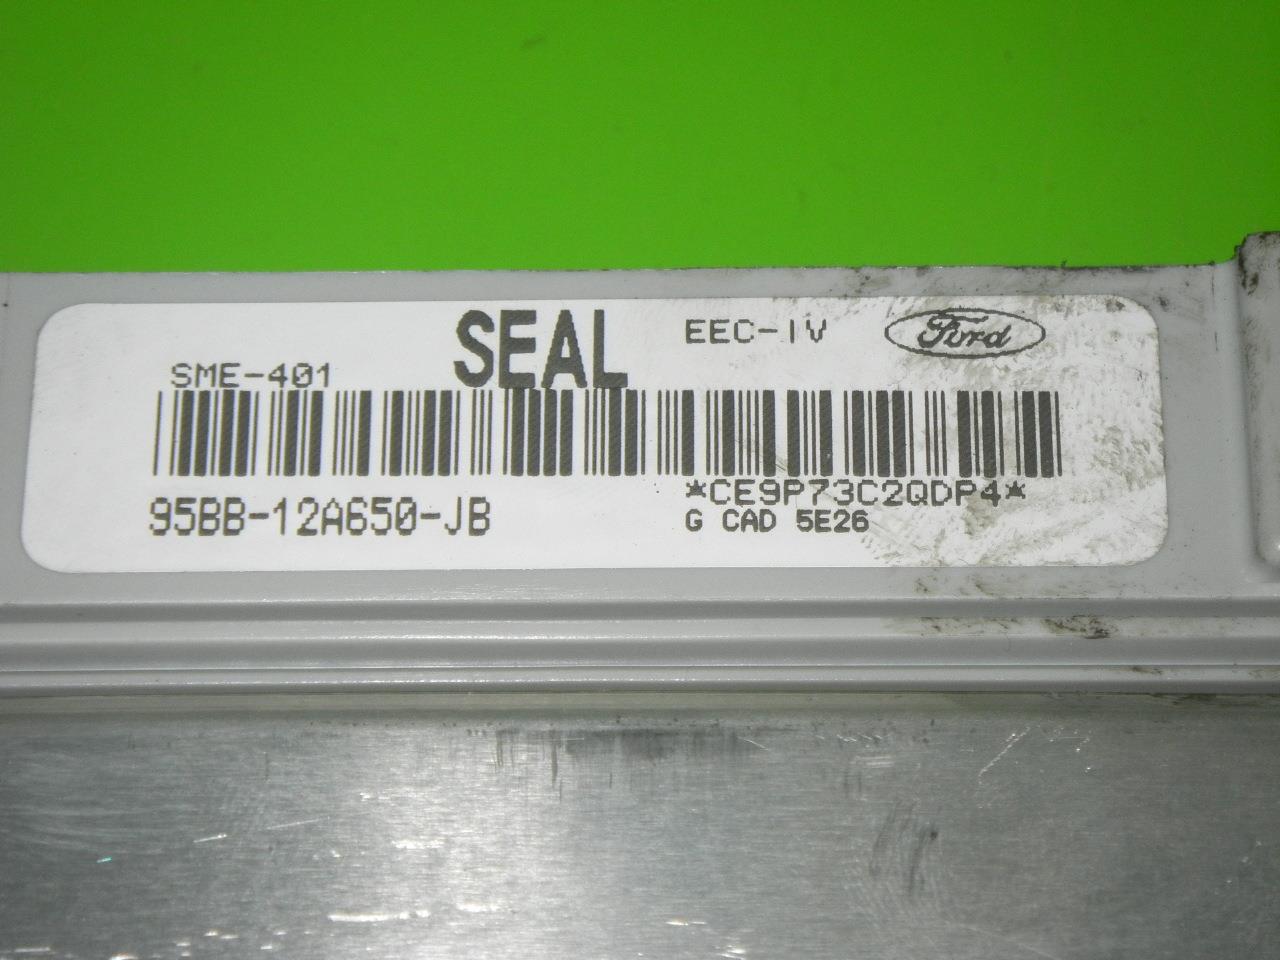 SEAL EEC-IV Ford
SME-401
95BB-12A650-JB *CE9P73C2QDP4*
G CAD 5E26